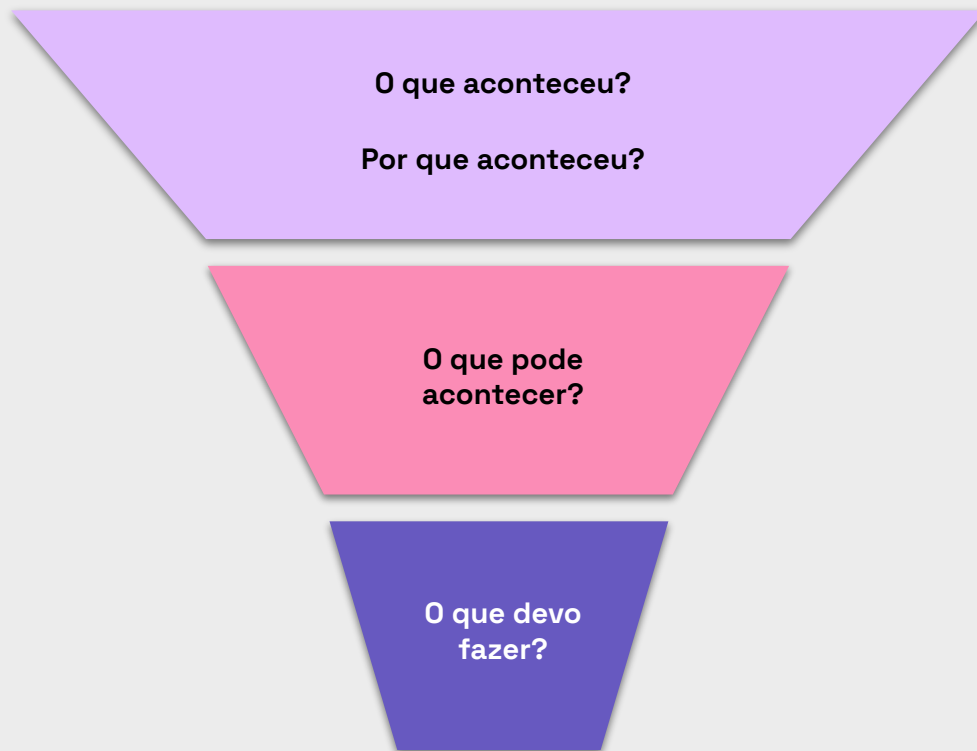 O que aconteceu?
Por que aconteceu?
O que pode
acontecer?
O que devo
fazer?